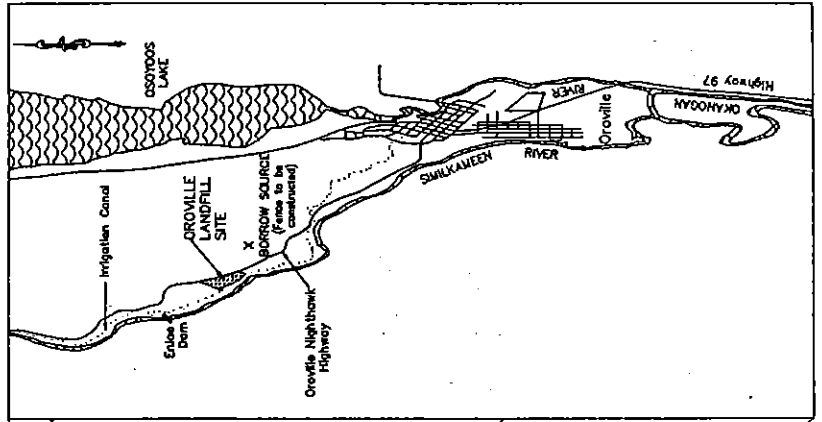 OSOYOOS
LAKE
Irrigation Canal
OROVILLE
LANDFILL
SITE
X
BORROW SOURCE
(Fence to be
constructed)
Enloe
Dam
Oroville Nighthawk
Highway
SIMILKAMEEN
RIVER
RIVER
Oroville
OKANOGAN
Highway 97